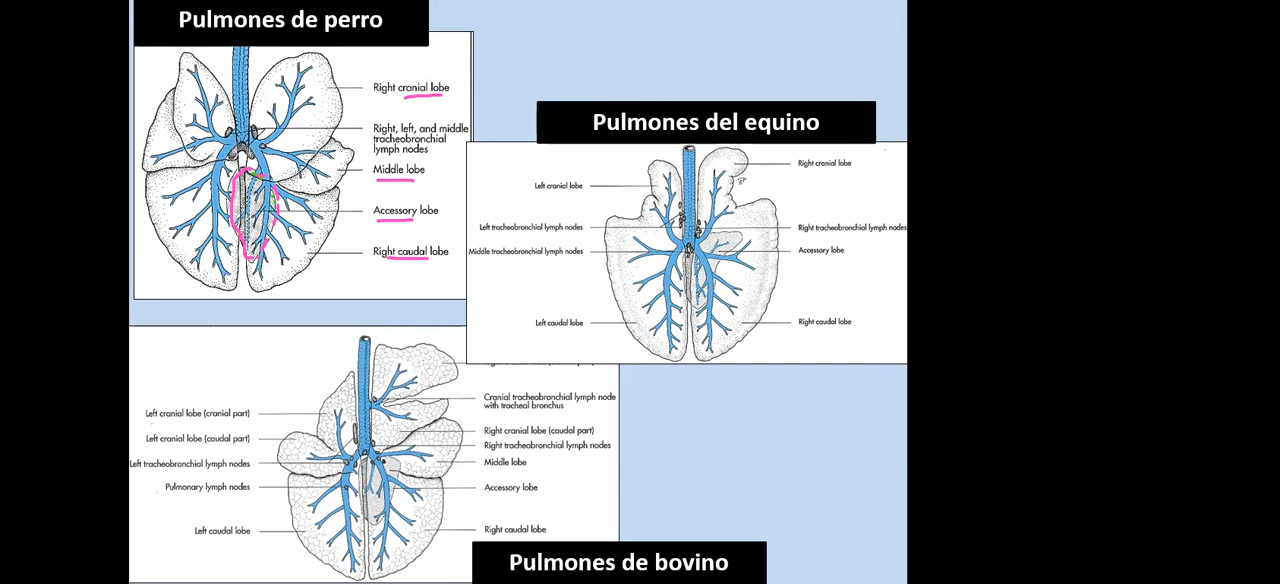 Pulmones de perro
Right cranial lobe
Right, left, and middle
tracheobronchial
lymph nodes
Middle lobe
Accessory lobe
Right caudal lobe
Pulmones del equino
Right cranial lobe
Left cranial lobe
Left tracheobronchial lymph nodes
Right tracheobronchial lymph nodes
Middle tracheobronchial lymph nodes
Accessory lobe
Left caudal lobe
Right caudal lobe
Cranial tracheobronchial lymph node
with tracheal bronchus
Left cranial lobe (cranial part)
Right cranial lobe (caudal part)
Left cranial lobe (caudal part)
Right tracheobronchial lymph nodes
Left tracheobronchial lymph nodes
Middle lobe
Pulmonary lymph nodes
Accessory lobe
Left caudal lobe
Right caudal lobe
Pulmones de bovino